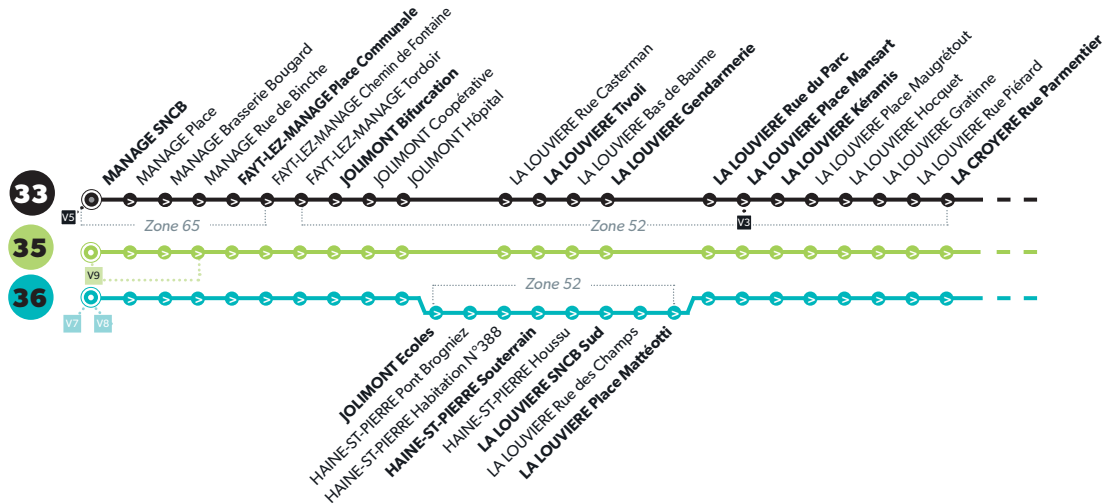 MANAGE SNCB
MANAGE Place
MANAGE Brasserie Bougard
MANAGE Rue de Binche
FAYT-LEZ-MANAGE Place Communale
FAYT-LEZ-MANAGE Chemin de Fontaine
FAYT-LEZ-MANAGE Tordoir
JOLIMONT Bifurcation
JOLIMONT Coopérative
JOLIMONT Hôpital
LA LOUVIERE Rue Casterman
LA LOUVIERE Tivoli
LA LOUVIERE Bas de Baume
LA LOUVIERE Gendarmerie
LA LOUVIERE Rue du Parc
LA LOUVIERE Place Mansart
LA LOUVIERE Kéramis
LA LOUVIERE Place Maugrétout
LA LOUVIERE Hocquet
LA LOUVIERE Gratinne
LA LOUVIERE Rue Piérard
LA CROYERE Rue Parmentier
33
V5
Zone 65
Zone 52
V3
35
V9
36
V7
V8
Zone 52
JOLIMONT Ecoles
HAINE-ST-PIERRE Pont Brogniez
HAINE-ST-PIERRE Habitation N°388
HAINE-ST-PIERRE Souterrain
HAINE-ST-PIERRE Houssu
LA LOUVIERE SNCB Sud
LA LOUVIERE Rue des Champs
LA LOUVIERE Place Mattéotti